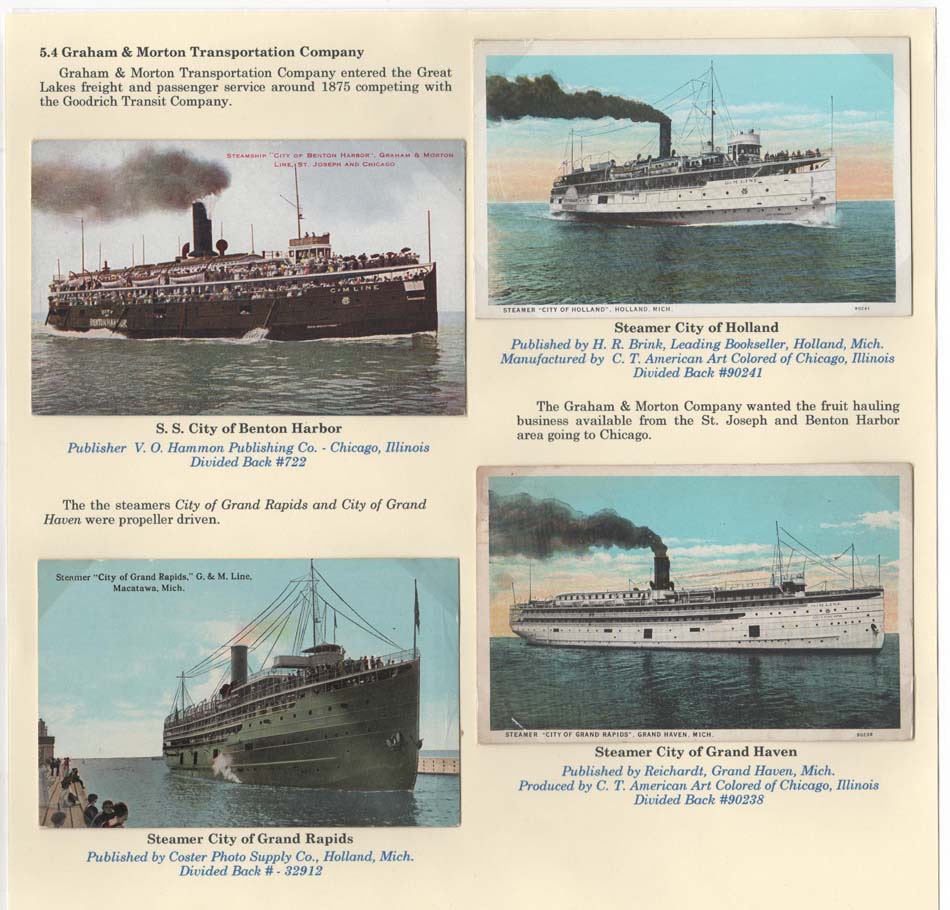 5.4 Graham & Morton Transportation Company
Graham & Morton Transportation Company entered the Great
Lakes freight and passenger service around 1875 competing with
the Goodrich Transit Company.
STEAMSHIP "CITY OF BENTON HARBOR", GRAHAM & MORTON
LINE, ST. JOSEPH AND CHICAGO
G & M LINE
BENTON HARBOR
S. S. City of Benton Harbor
Publisher V. O. Hammon Publishing Co. - Chicago, Illinois
Divided Back #722
The the steamers City of Grand Rapids and City of Grand
Haven were propeller driven.
Steamer "City of Grand Rapids," G. & M. Line,
Macatawa, Mich.
Steamer City of Grand Rapids
Published by Coster Photo Supply Co., Holland, Mich.
Divided Back # - 32912
G & M LINE
STEAMER "CITY OF HOLLAND", HOLLAND, MICH.
90241
Steamer City of Holland
Published by H. R. Brink, Leading Bookseller, Holland, Mich.
Manufactured by C. T. American Art Colored of Chicago, Illinois
Divided Back #90241
The Graham & Morton Company wanted the fruit hauling
business available from the St. Joseph and Benton Harbor
area going to Chicago.
G & M LINE
STEAMER "CITY OF GRAND RAPIDS", GRAND HAVEN, MICH.
90238
Steamer City of Grand Haven
Published by Reichardt, Grand Haven, Mich.
Produced by C. T. American Art Colored of Chicago, Illinois
Divided Back #90238